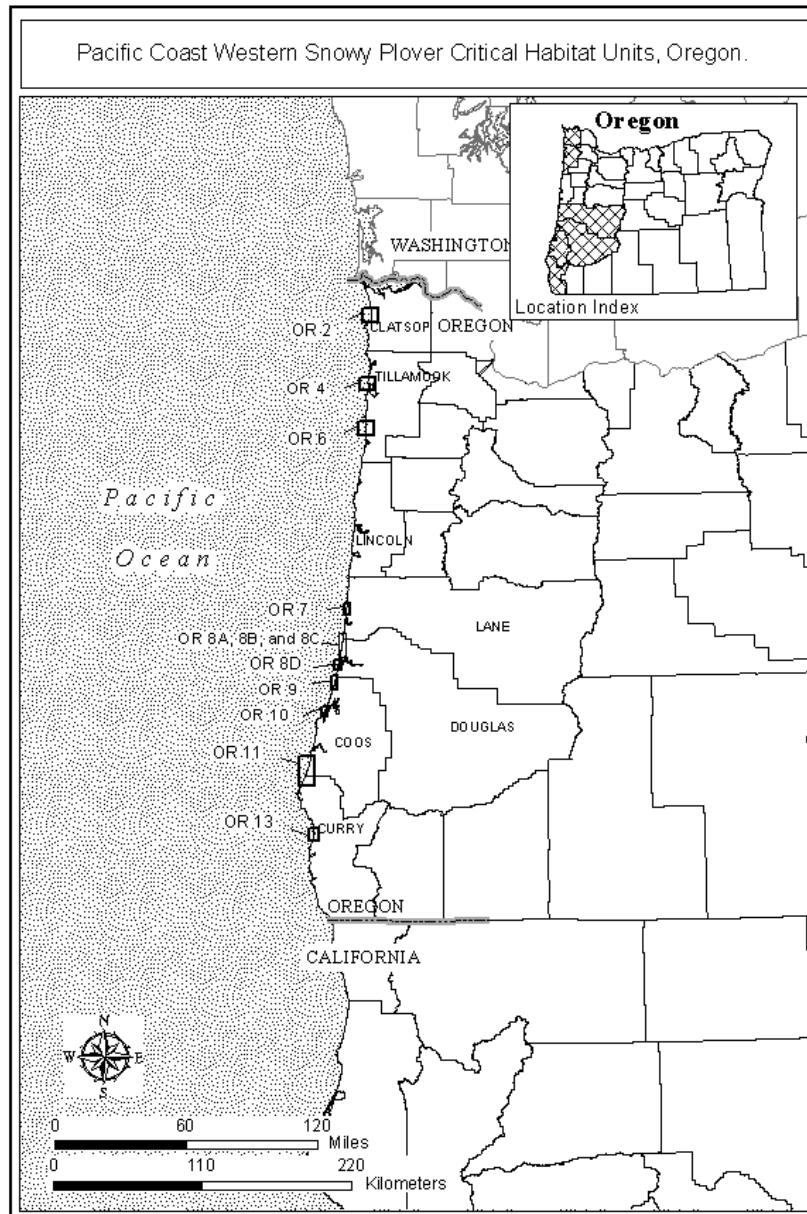 Pacific Coast Western Snowy Plover Critical Habitat Units, Oregon.
Oregon
Location Index
WASHINGTON
OREGON
OR 2
CLATSOP
OR 4
TILLAMOOK
OR 6
Pacific
Ocean
LINCOLN
OR 7
LANE
OR 8A, 8B, and 8C
OR 8D
OR 9
OR 10
DOUGLAS
COOS
OR 11
OR 13
CURRY
OREGON
CALIFORNIA
N
W E
S
0 60 120
Miles
0 110 220
Kilometers